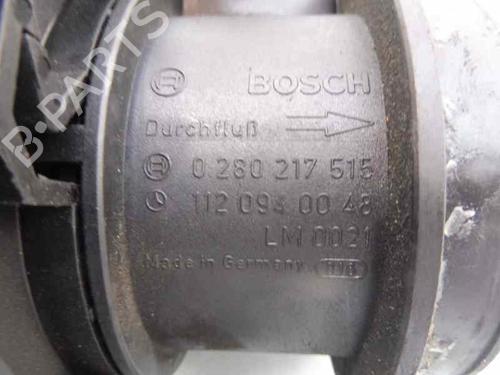 B-PARTS
BOSCH
Durchfluß
0 280 217 515
112 094 00 48
LM 0021
Made in Germany